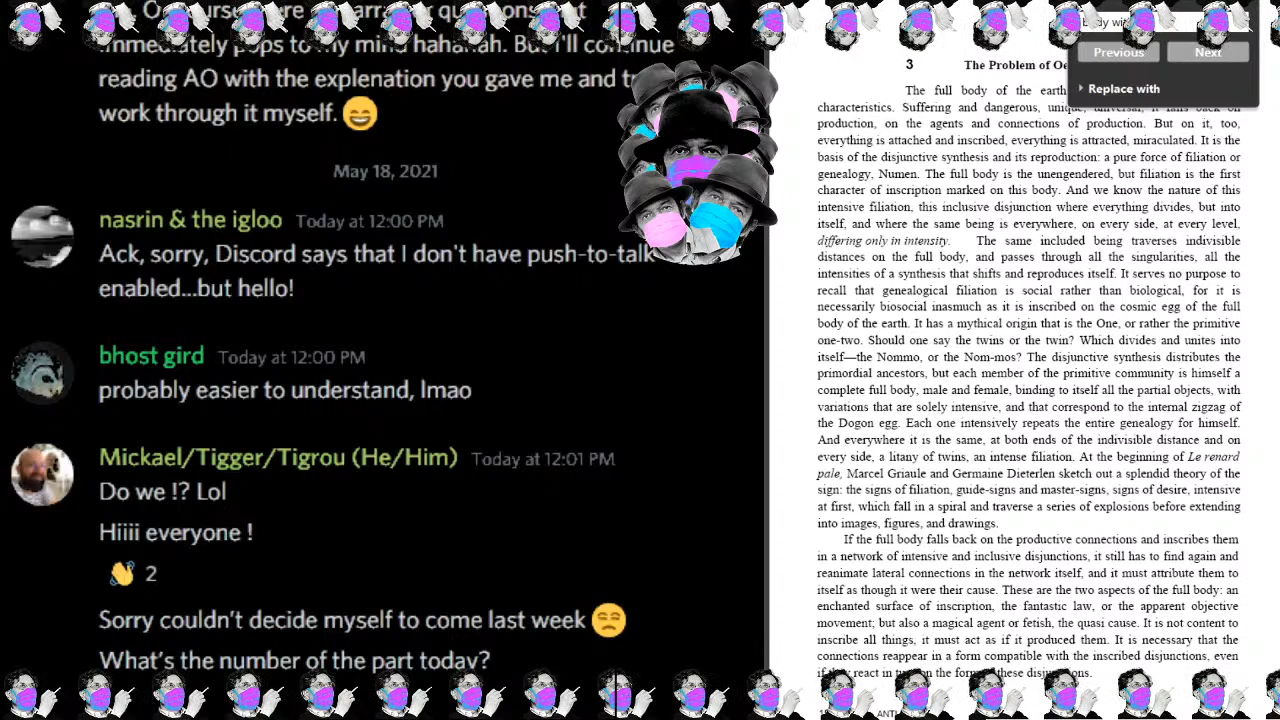 immediately pops to my mind hahahah. But I'll continue
reading AO with the explenation you gave me and
work through it myself. 😄
May 18, 2021
nasrin & the igloo Today at 12:00 PM
Ack, sorry, Discord says that I don't have push-to-talk
enabled...but hello!
bhost gird Today at 12:00 PM
probably easier to understand, lmao
Mickael/Tigger/Tigrou (He/Him) Today at 12:01 PM
Do we !? Lol
Hiiii everyone !
👋 2
Sorry couldn't decide myself to come last week 😞
What's the number of the part today?
Body
Previous Next
Replace with
3 The Problem of
The full body of the earth
characteristics. Suffering and dangerous, unique, universal, it falls back on
production, on the agents and connections of production. But on it, too,
everything is attached and inscribed, everything is attracted, miraculated. It is the
basis of the disjunctive synthesis and its reproduction: a pure force of filiation or
genealogy, Numen. The full body is the unengendered, but filiation is the first
character of inscription marked on this body. And we know the nature of this
intensive filiation, this inclusive disjunction where everything divides, but into
itself, and where the same being is everywhere, on every side, at every level,
differing only in intensity. The same included being traverses indivisible
distances on the full body, and passes through all the singularities, all the
intensities of a synthesis that shifts and reproduces itself. It serves no purpose to
recall that genealogical filiation is social rather than biological, for it is
necessarily biosocial inasmuch as it is inscribed on the cosmic egg of the full
body of the earth. It has a mythical origin that is the One, or rather the primitive
one-two. Should one say the twins or the twin? Which divides and unites into
itself—the Nommo, or the Nom-mos? The disjunctive synthesis distributes the
primordial ancestors, but each member of the primitive community is himself a
complete full body, male and female, binding to itself all the partial objects, with
variations that are solely intensive, and that correspond to the internal zigzag of
the Dogon egg. Each one intensively repeats the entire genealogy for himself.
And everywhere it is the same, at both ends of the indivisible distance and on
every side, a litany of twins, an intense filiation. At the beginning of Le renard
pale, Marcel Griaule and Germaine Dieterlen sketch out a splendid theory of the
sign: the signs of filiation, guide-signs and master-signs, signs of desire, intensive
at first, which fall in a spiral and traverse a series of explosions before extending
into images, figures, and drawings.
If the full body falls back on the productive connections and inscribes them
in a network of intensive and inclusive disjunctions, it still has to find again and
reanimate lateral connections in the network itself, and it must attribute them to
itself as though it were their cause. These are the two aspects of the full body: an
enchanted surface of inscription, the fantastic law, or the apparent objective
movement; but also a magical agent or fetish, the quasi cause. It is not content to
inscribe all things, it must act as if it produced them. It is necessary that the
connections reappear in a form compatible with the inscribed disjunctions, even
if they react in turn on the form of these disjunctions.